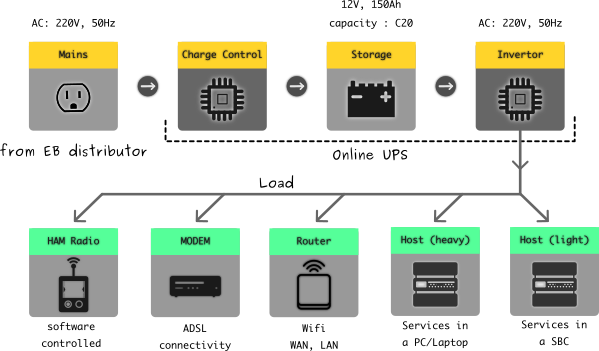 12V, 150Ah
AC: 220V, 50Hz
capacity : C20
AC: 220V, 50Hz
Mains
Charge Control
Storage
Invertor
from EB distributor
Online UPS
Load
HAM Radio
MODEM
Router
Host (heavy)
Host (light)
software
controlled
ADSL
connectivity
Wifi
WAN, LAN
Services in
a PC/Laptop
Services in
a SBC